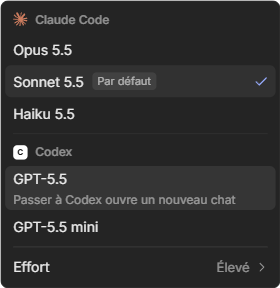 Claude Code
Opus 5.5
Sonnet 5.5 Par défaut
Haiku 5.5
C Codex
GPT-5.5
Passer à Codex ouvre un nouveau chat
GPT-5.5 mini
Effort Élevé